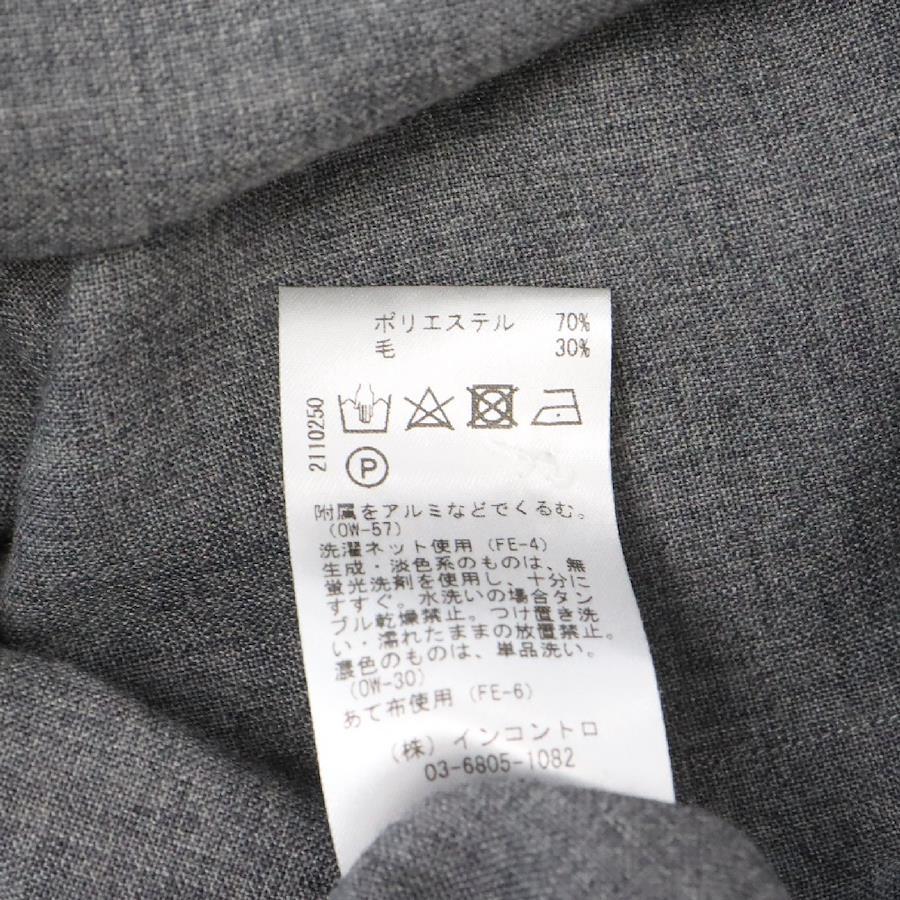 ポリエステル 70%
毛 30%
2110250
P
附属をアルミなどでくるむ。
(OW-57)
洗濯ネット使用 (FE-4)
生成・淡色系のものは、無
蛍光洗剤を使用し、十分に
すすぐ。水洗いの場合タン
ブル乾燥禁止。つけ置き洗
い・濡れたままの放置禁止。
濃色のものは、単品洗い。
(OW-30)
あて布使用 (FE-6)
(株) インコントロ
03-6805-1082